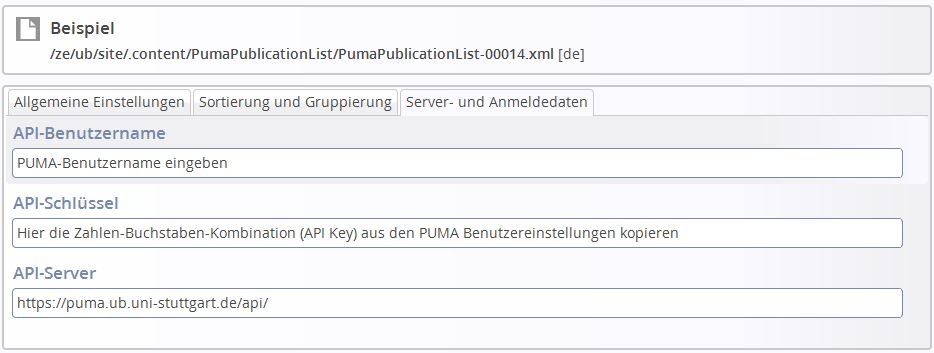 Beispiel
/ze/ub/site/.content/PumaPublicationList/PumaPublicationList-00014.xml [de]
Allgemeine Einstellungen Sortierung und Gruppierung Server- und Anmeldedaten
API-Benutzername
PUMA-Benutzername eingeben
API-Schlüssel
Hier die Zahlen-Buchstaben-Kombination (API Key) aus den PUMA Benutzereinstellungen kopieren
API-Server
https://puma.ub.uni-stuttgart.de/api/